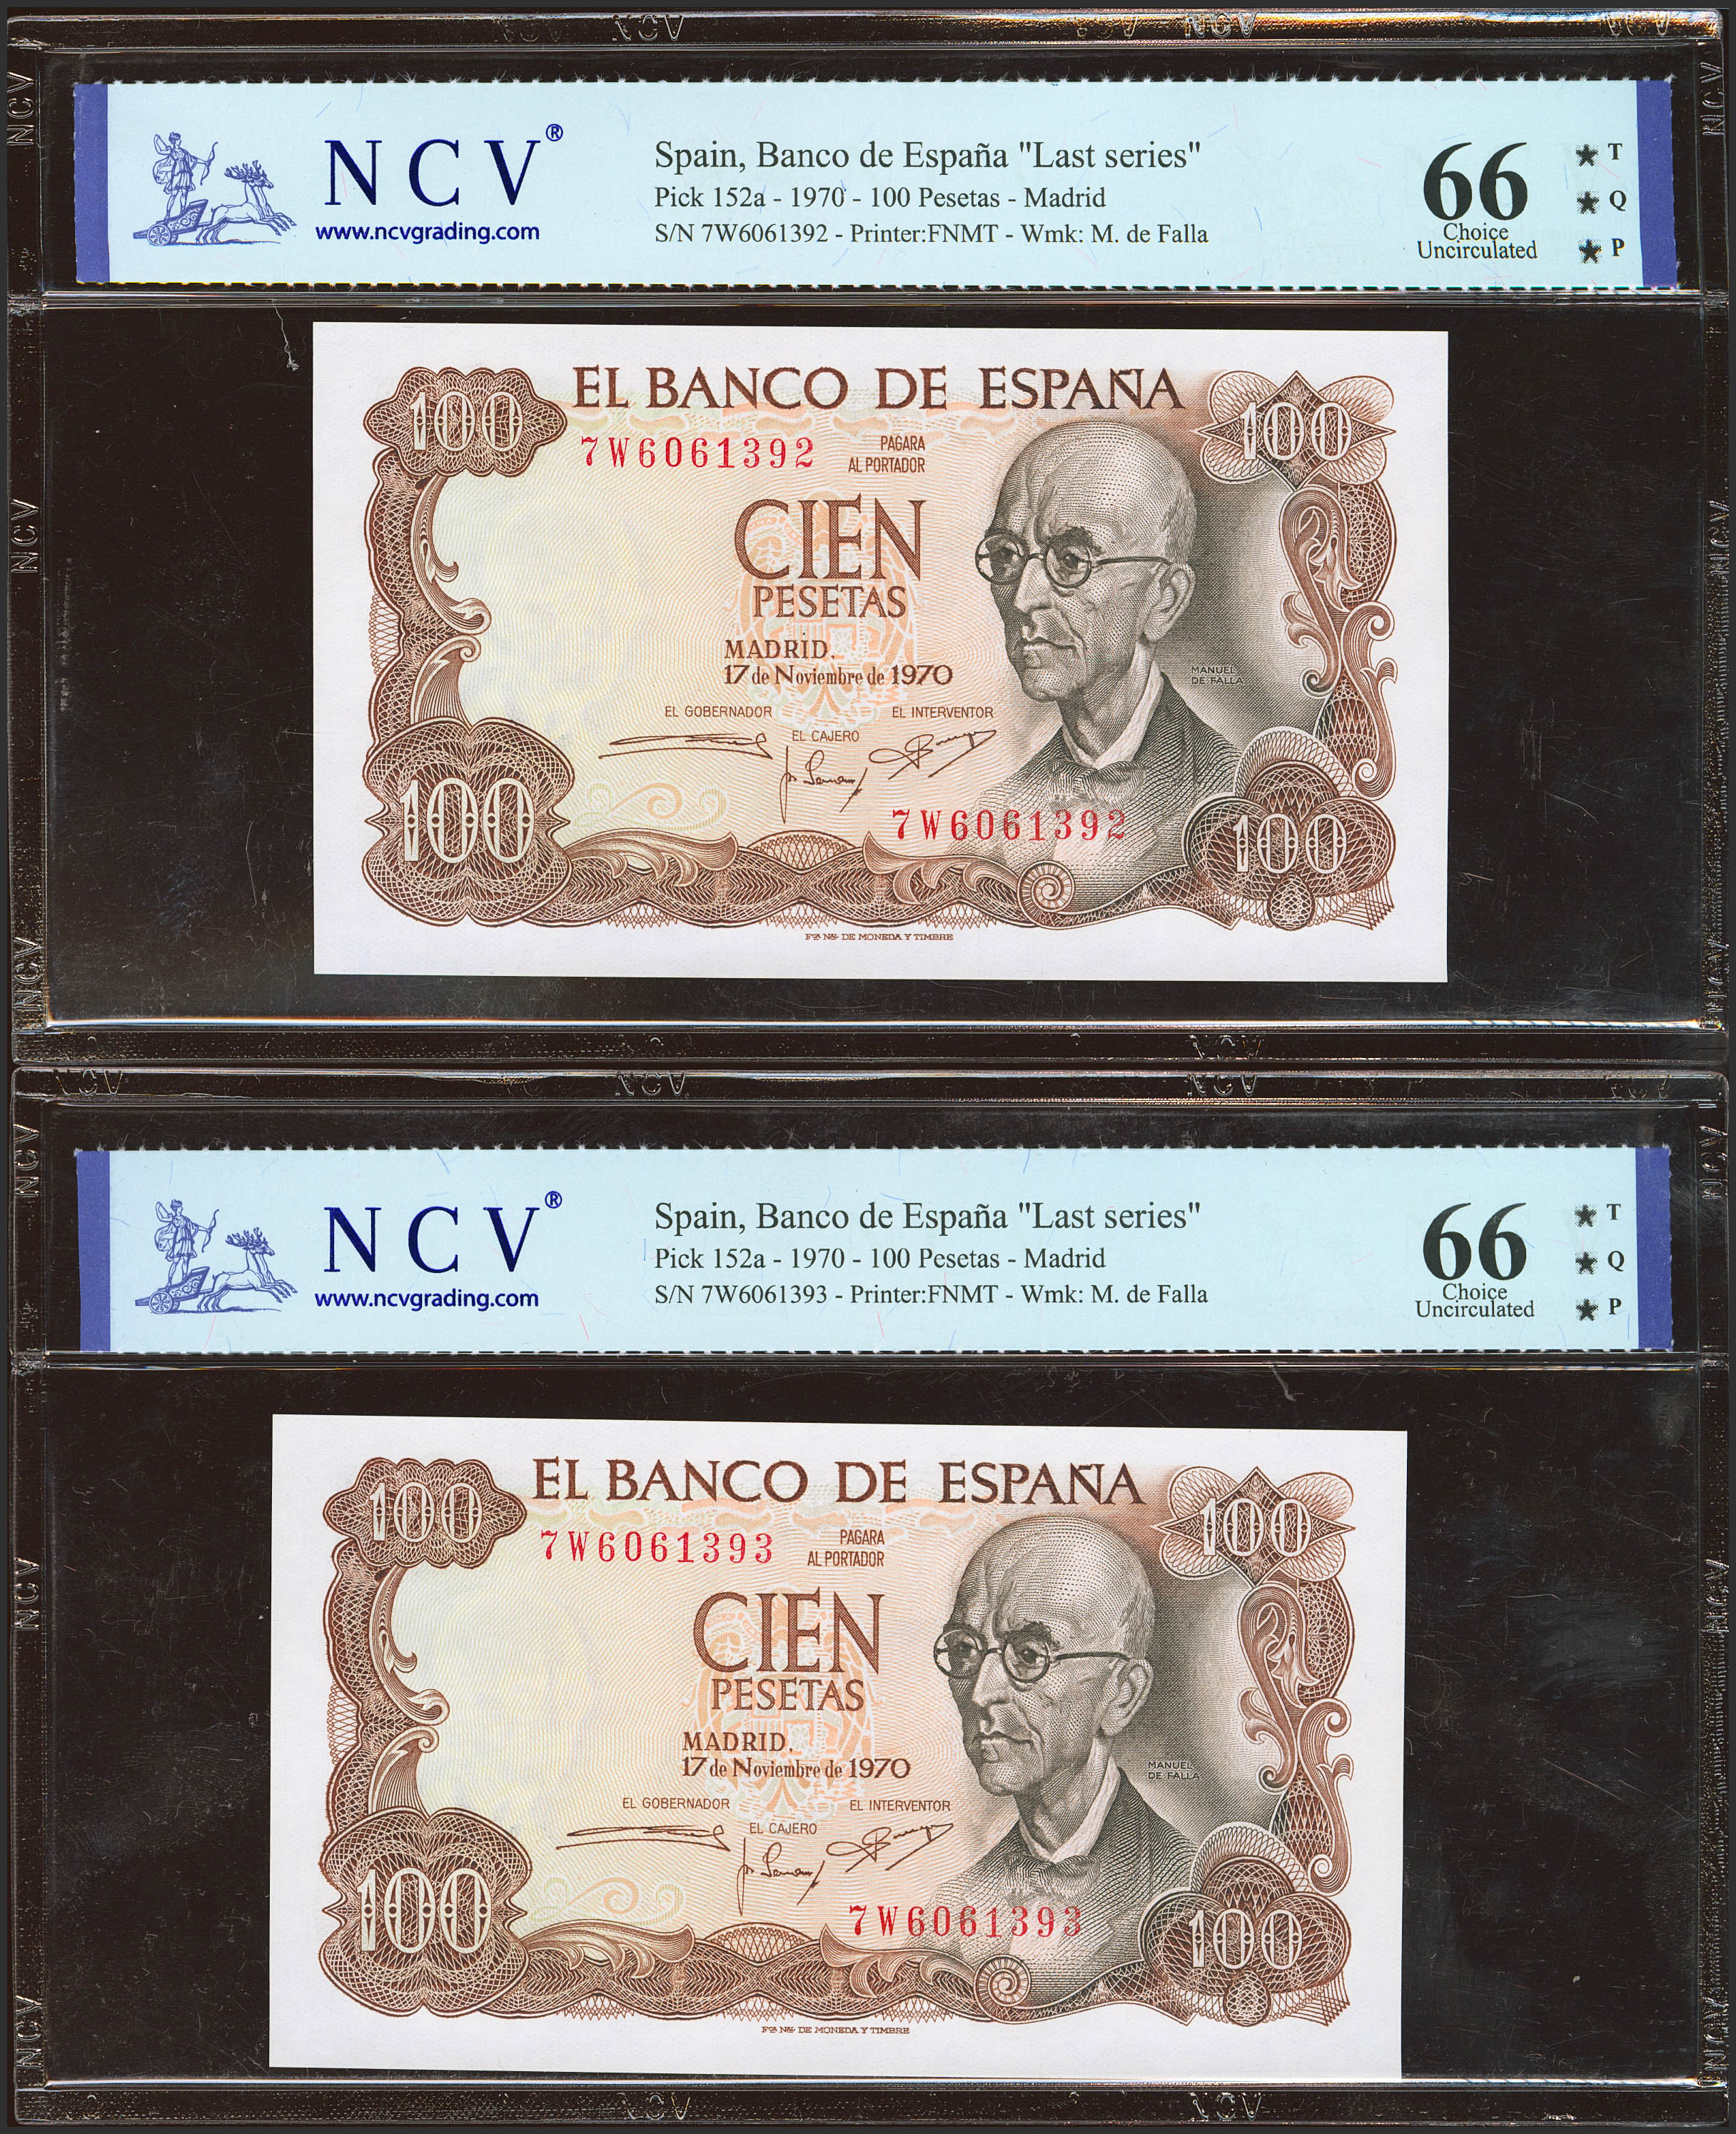 NCV®
www.ncvgrading.com
Spain, Banco de España "Last series"
Pick 152a - 1970 - 100 Pesetas - Madrid
S/N 7W6061392 - Printer:FNMT - Wmk: M. de Falla
66
Choice
Uncirculated
★ T
★ Q
★ P
100
EL BANCO DE ESPAÑA
100
7W6061392
PAGARA
AL PORTADOR
CIEN
PESETAS
MADRID,
17 de Noviembre de 1970
MANUEL
DE FALLA
EL GOBERNADOR
EL INTERVENTOR
EL CAJERO
100
7W6061392
100
FCA NAL DE MONEDA Y TIMBRE
NCV®
www.ncvgrading.com
Spain, Banco de España "Last series"
Pick 152a - 1970 - 100 Pesetas - Madrid
S/N 7W6061393 - Printer:FNMT - Wmk: M. de Falla
66
Choice
Uncirculated
★ T
★ Q
★ P
100
EL BANCO DE ESPAÑA
100
7W6061393
PAGARA
AL PORTADOR
CIEN
PESETAS
MADRID,
17 de Noviembre de 1970
MANUEL
DE FALLA
EL GOBERNADOR
EL INTERVENTOR
EL CAJERO
100
7W6061393
100
FCA NAL DE MONEDA Y TIMBRE